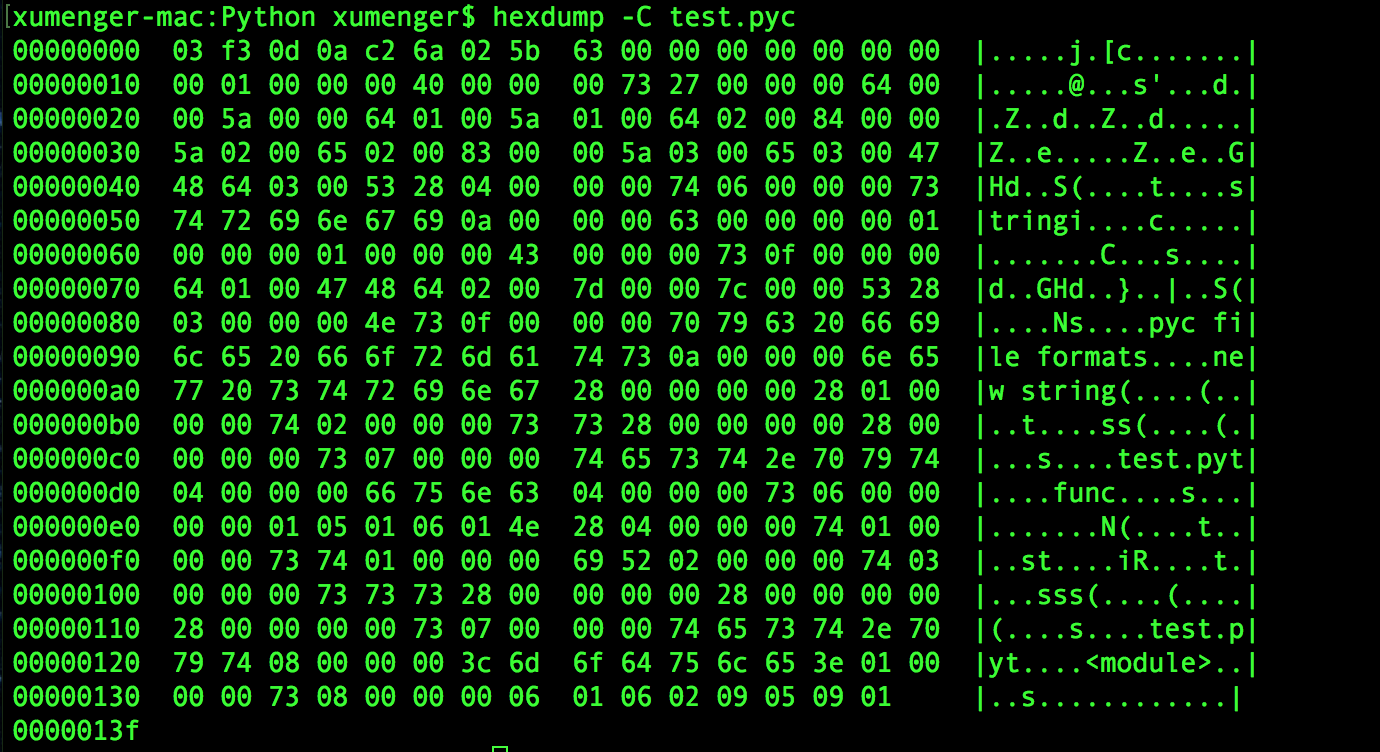 [xumenger-mac:Python xumenger$ hexdump -C test.pyc
00000000  03 f3 0d 0a c2 6a 02 5b  63 00 00 00 00 00 00 00  |.....j.[c.......|
00000010  00 01 00 00 00 40 00 00  00 73 27 00 00 00 64 00  |.....@...s'...d.|
00000020  00 5a 00 00 64 01 00 5a  01 00 64 02 00 84 00 00  |.Z..d..Z..d.....|
00000030  5a 02 00 65 02 00 83 00  00 5a 03 00 65 03 00 47  |Z..e.....Z..e..G|
00000040  48 64 03 00 53 28 04 00  00 00 74 06 00 00 00 73  |Hd..S(....t....s|
00000050  74 72 69 6e 67 69 0a 00  00 00 63 00 00 00 00 01  |tringi....c.....|
00000060  00 00 00 01 00 00 00 43  00 00 00 73 0f 00 00 00  |.......C...s....|
00000070  64 01 00 47 48 64 02 00  7d 00 00 7c 00 00 53 28  |d..GHd..}..|..S(|
00000080  03 00 00 00 4e 73 0f 00  00 00 70 79 63 20 66 69  |....Ns....pyc fi|
00000090  6c 65 20 66 6f 72 6d 61  74 73 0a 00 00 00 6e 65  |le formats....ne|
000000a0  77 20 73 74 72 69 6e 67  28 00 00 00 00 28 01 00  |w string(....(..|
000000b0  00 00 74 02 00 00 00 73  73 28 00 00 00 00 28 00  |..t....ss(....(.|
000000c0  00 00 00 73 07 00 00 00  74 65 73 74 2e 70 79 74  |...s....test.pyt|
000000d0  04 00 00 00 66 75 6e 63  04 00 00 00 73 06 00 00  |....func....s...|
000000e0  00 00 01 05 01 06 01 4e  28 04 00 00 00 74 01 00  |.......N(....t..|
000000f0  00 00 73 74 01 00 00 00  69 52 02 00 00 00 74 03  |..st....iR....t.|
00000100  00 00 00 73 73 73 28 00  00 00 00 28 00 00 00 00  |...sss(....(....|
00000110  28 00 00 00 00 73 07 00  00 00 74 65 73 74 2e 70  |(....s....test.p|
00000120  79 74 08 00 00 00 3c 6d  6f 64 75 6c 65 3e 01 00  |yt....<module>..|
00000130  00 00 73 08 00 00 00 06  01 06 02 09 05 09 01     |..s............|
0000013f